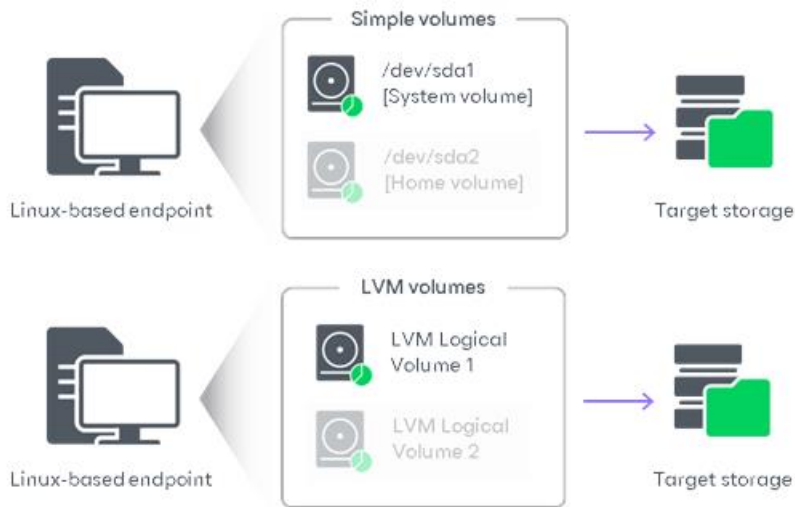 Simple volumes
/dev/sda1
[System volume]
/dev/sda2
[Home volume]
Linux-based endpoint
Target storage
LVM volumes
LVM Logical
Volume 1
LVM Logical
Volume 2
Linux-based endpoint
Target storage